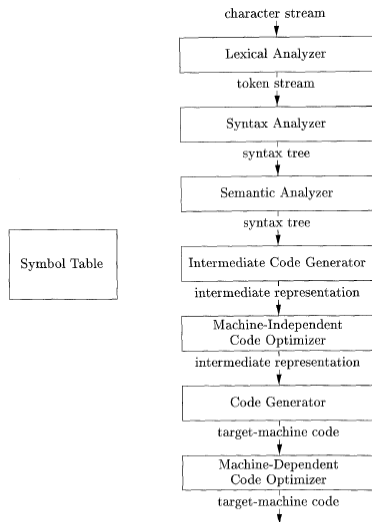 character stream
Lexical Analyzer
token stream
Syntax Analyzer
syntax tree
Semantic Analyzer
syntax tree
Symbol Table
Intermediate Code Generator
intermediate representation
Machine-Independent
Code Optimizer
intermediate representation
Code Generator
target-machine code
Machine-Dependent
Code Optimizer
target-machine code